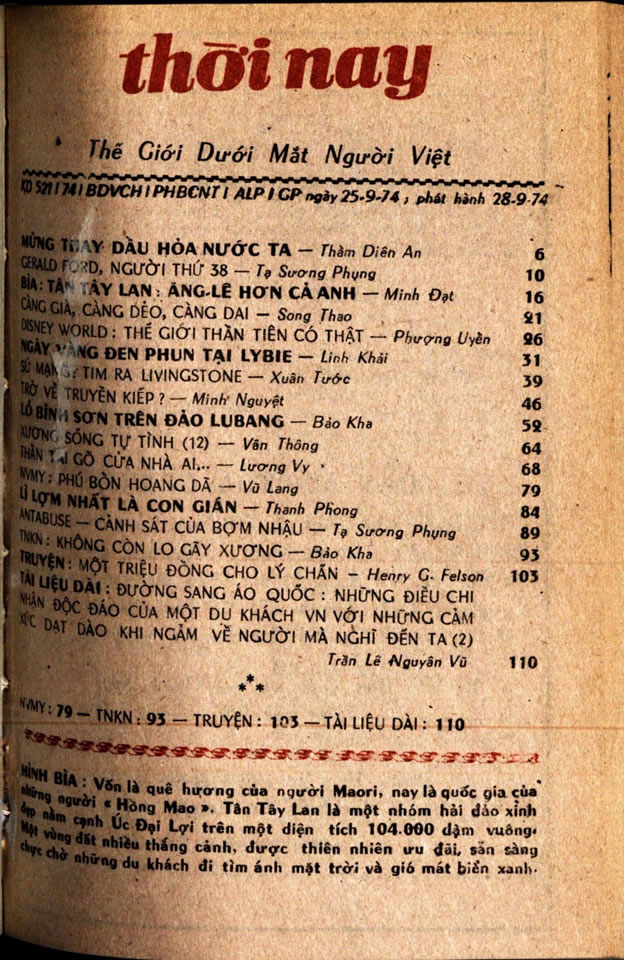 thời nay
Thế Giới Dưới Mắt Người Việt
KD 521 / 74 / BDVCH / PHBCNT / ALP / GP ngày 25-9-74 ; phát hành 28-9-74
MỪNG THAY DẦU HỎA NƯỚC TA — Thẩm Diên An 6
GERALD FORD, NGƯỜI THỨ 38 — Tạ Sương Phụng 10
BÌA : TÂN TÂY LAN : ĂNG-LÊ HƠN CẢ ANH — Minh Đạt 16
CÀNG GIÀ, CÀNG DẺO, CÀNG DAI — Song Thao 21
DISNEY WORLD : THẾ GIỚI THẦN TIÊN CÓ THẬT — Phượng Uyển 26
NGÀY VÀNG ĐEN PHUN TẠI LYBIE — Linh Khải 31
SỨ MẠNG : TIM RA LIVINGSTONE — Xuân Tước 39
TRỞ VỀ TRUYỀN KIẾP ? — Minh Nguyệt 46
LÔ BÌNH SƠN TRÊN ĐẢO LUBANG — Bảo Kha 52
XƯƠNG SỐNG TỰ TÌNH (12) — Vân Thông 64
THẦN TÀI GÕ CỬA NHÀ AI... — Lương Vy 68
NVMY : PHÚ BỔN HOANG DÃ — Vũ Lang 79
LÌ LỢM NHẤT LÀ CON GIÁN — Thanh Phong 84
ANTABUSE — CẢNH SÁT CỦA BỢM NHẬU — Tạ Sương Phụng 89
TNKN : KHÔNG CÒN LO GÃY XƯƠNG — Bảo Kha 93
TRUYỆN : MỘT TRIỆU ĐỒNG CHO LÝ CHẨN — Henry G. Felson 103
TÀI LIỆU DÀI : ĐƯỜNG SANG ÁO QUỐC : NHỮNG ĐIỀU GHI
NHẬN ĐỘC ĐÁO CỦA MỘT DU KHÁCH VN VỚI NHỮNG CẢM
XÚC DẠT DÀO KHI NGẮM VỀ NGƯỜI MÀ NGHĨ ĐẾN TA (2)
Trần Lê Nguyên Vũ 110
***
NVMY : 79 — TNKN : 93 — TRUYỆN : 103 — TÀI LIỆU DÀI : 110
HÌNH BÌA : Vốn là quê hương của người Maori, nay là quốc gia của
những người « Hồng Mao ». Tân Tây Lan là một nhóm hải đảo xinh
đẹp nằm cạnh Úc Đại Lợi trên một diện tích 104.000 dặm vuông.
Một vùng đất nhiều thắng cảnh, được thiên nhiên ưu đãi, sẵn sàng
chực chờ những du khách đi tìm ánh mặt trời và gió mát biển xanh.